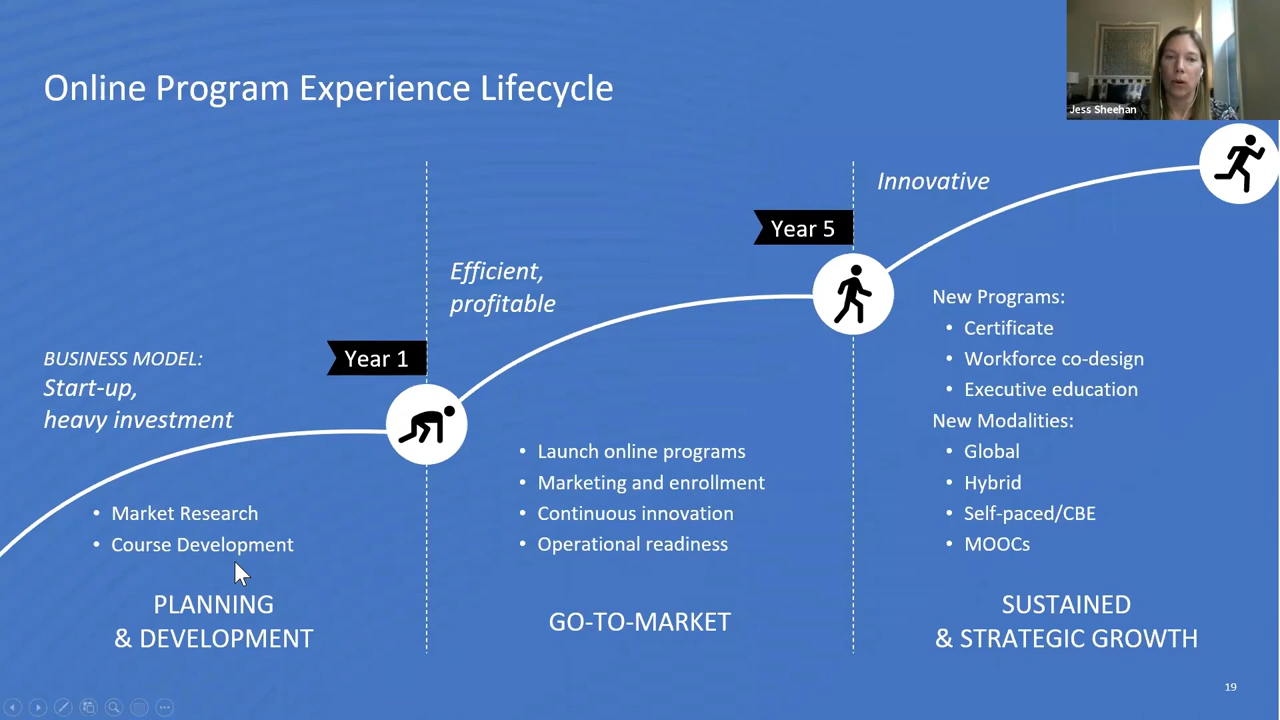 Online Program Experience Lifecycle
Jess Sheehan
BUSINESS MODEL:
Start-up,
heavy investment
Year 1
Market Research
Course Development
PLANNING
& DEVELOPMENT
Efficient,
profitable
Year 5
Launch online programs
Marketing and enrollment
Continuous innovation
Operational readiness
GO-TO-MARKET
Innovative
New Programs:
Certificate
Workforce co-design
Executive education
New Modalities:
Global
Hybrid
Self-paced/CBE
MOOCs
SUSTAINED
& STRATEGIC GROWTH
19